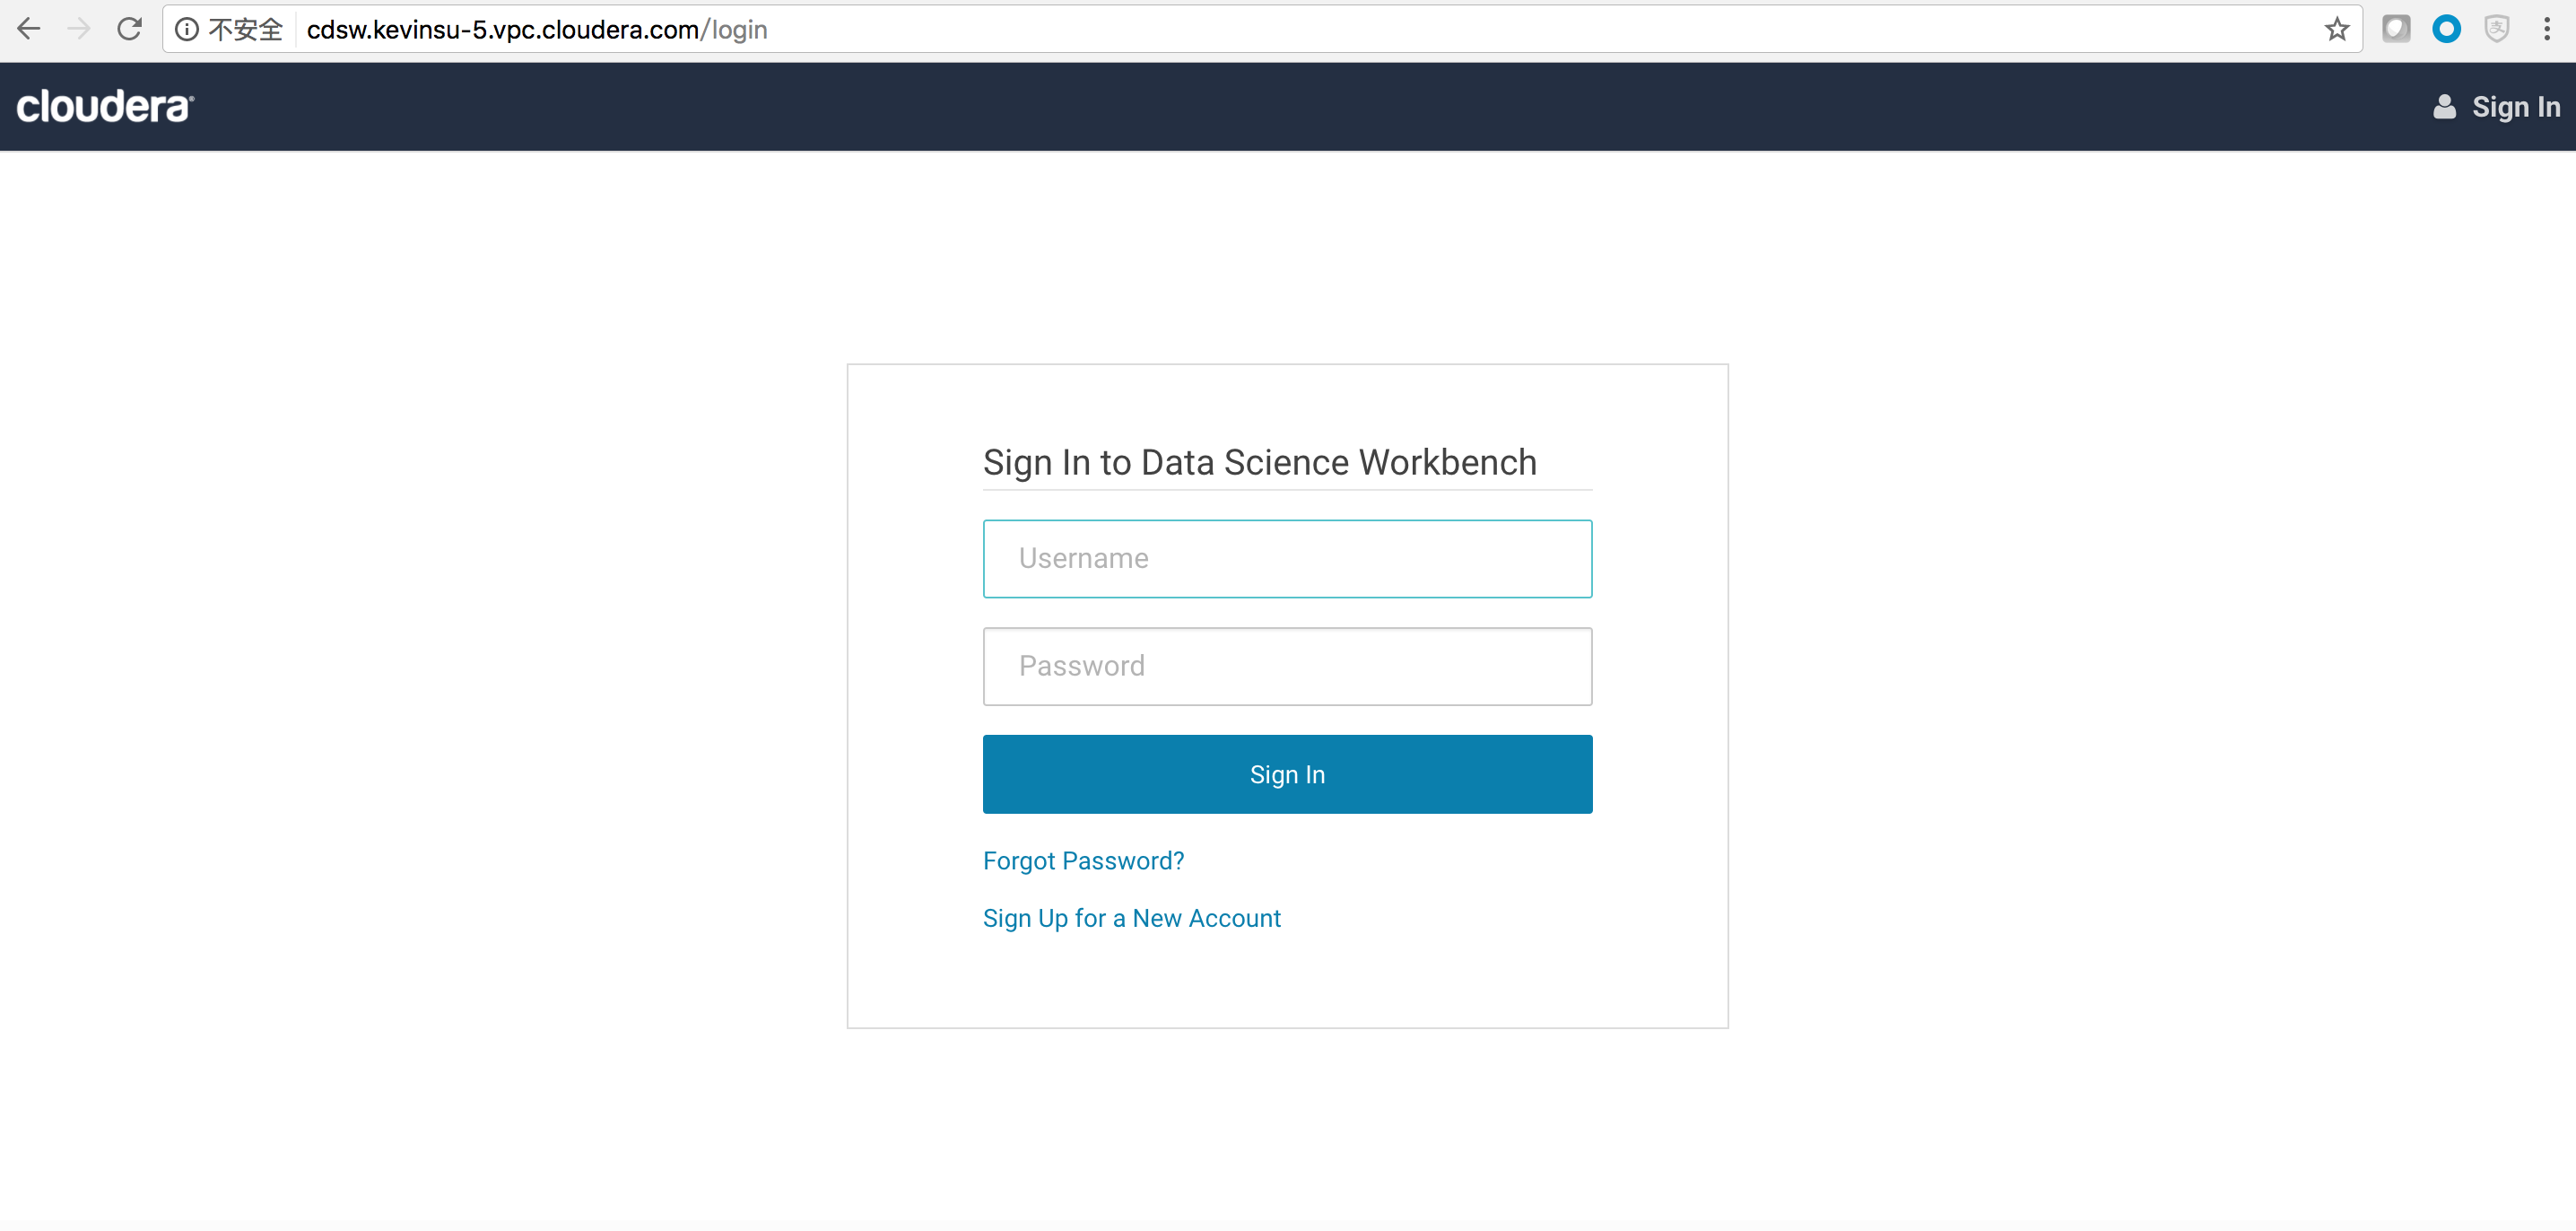 不安全 cdsw.kevinsu-5.vpc.cloudera.com/login
支
cloudera
Sign In
Sign In to Data Science Workbench
Username
Password
Sign In
Forgot Password?
Sign Up for a New Account